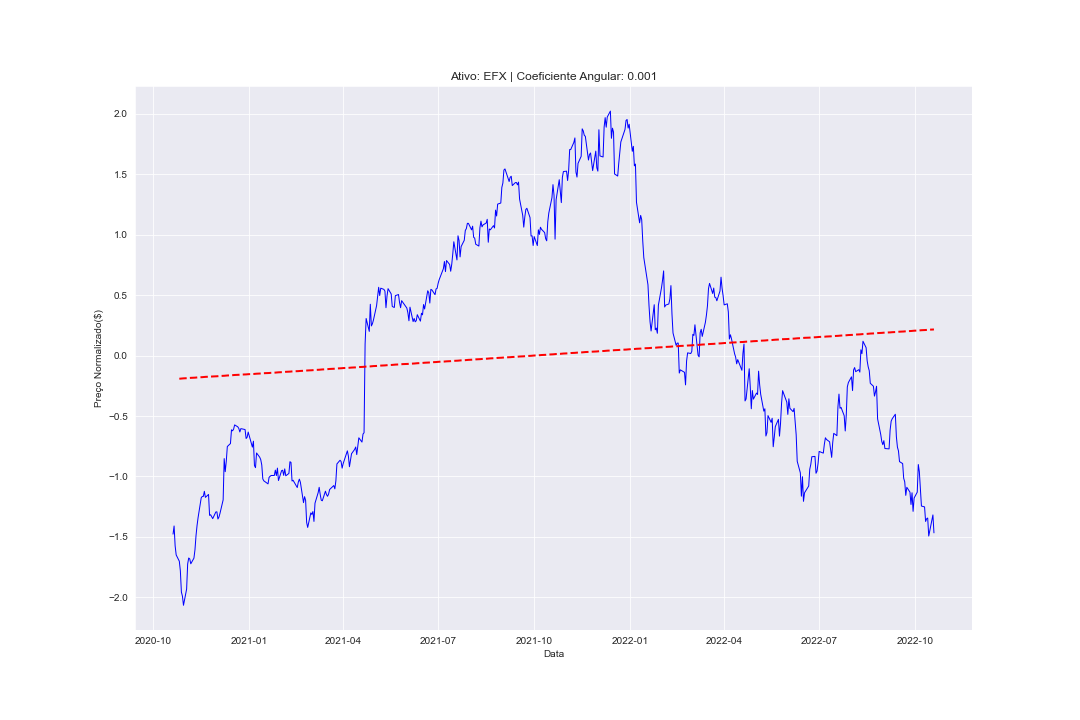 Ativo: EFX | Coeficiente Angular: 0.001
2.0
1.5
1.0
0.5
0.0
−0.5
−1.0
−1.5
−2.0
Preço Normalizado($)
2020-10 2021-01 2021-04 2021-07 2021-10 2022-01 2022-04 2022-07 2022-10
Data